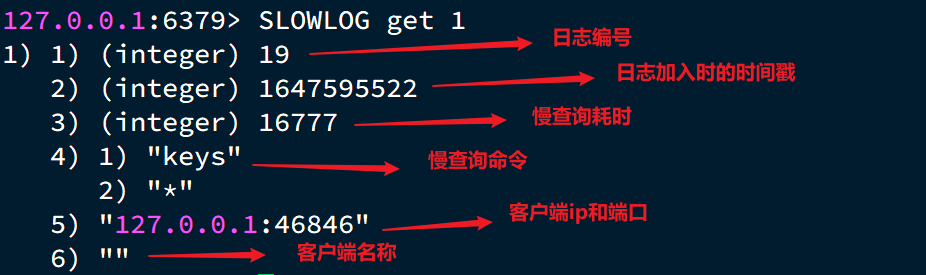 127.0.0.1:6379> SLOWLOG get 1
1) 1) (integer) 19 日志编号
2) (integer) 1647595522 日志加入时的时间戳
3) (integer) 16777 慢查询耗时
4) 1) "keys" 慢查询命令
2) "*"
5) "127.0.0.1:46846" 客户端ip和端口
6) "" 客户端名称